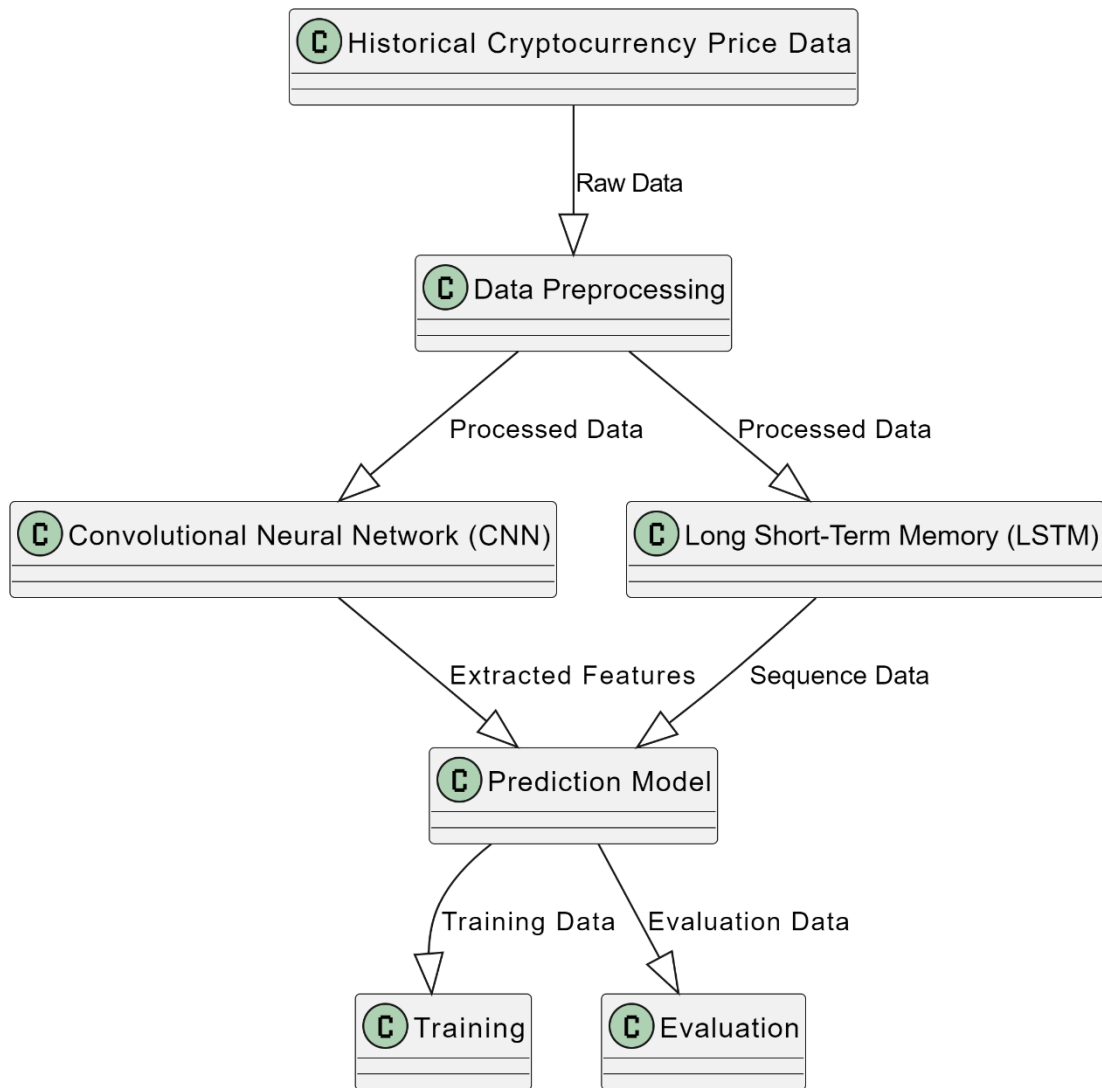 C Historical Cryptocurrency Price Data
Raw Data
C Data Preprocessing
Processed Data
Processed Data
C Convolutional Neural Network (CNN)
C Long Short-Term Memory (LSTM)
Extracted Features
Sequence Data
C Prediction Model
Training Data
Evaluation Data
C Training
C Evaluation